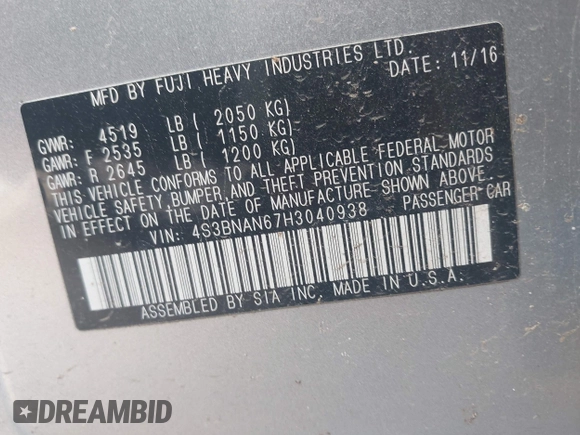 MFD BY FUJI HEAVY INDUSTRIES LTD.
DATE: 11/16
GVWR: 4519 LB ( 2050 KG)
GAWR: F 2535 LB ( 1150 KG)
GAWR: R 2645 LB ( 1200 KG)
THIS VEHICLE CONFORMS TO ALL APPLICABLE FEDERAL MOTOR
VEHICLE SAFETY, BUMPER, AND THEFT PREVENTION STANDARDS
IN EFFECT ON THE DATE OF MANUFACTURE SHOWN ABOVE.
VIN: 4S3BNAN67H3040938 PASSENGER CAR
ASSEMBLED BY SIA INC. MADE IN U.S.A.
DREAMBID